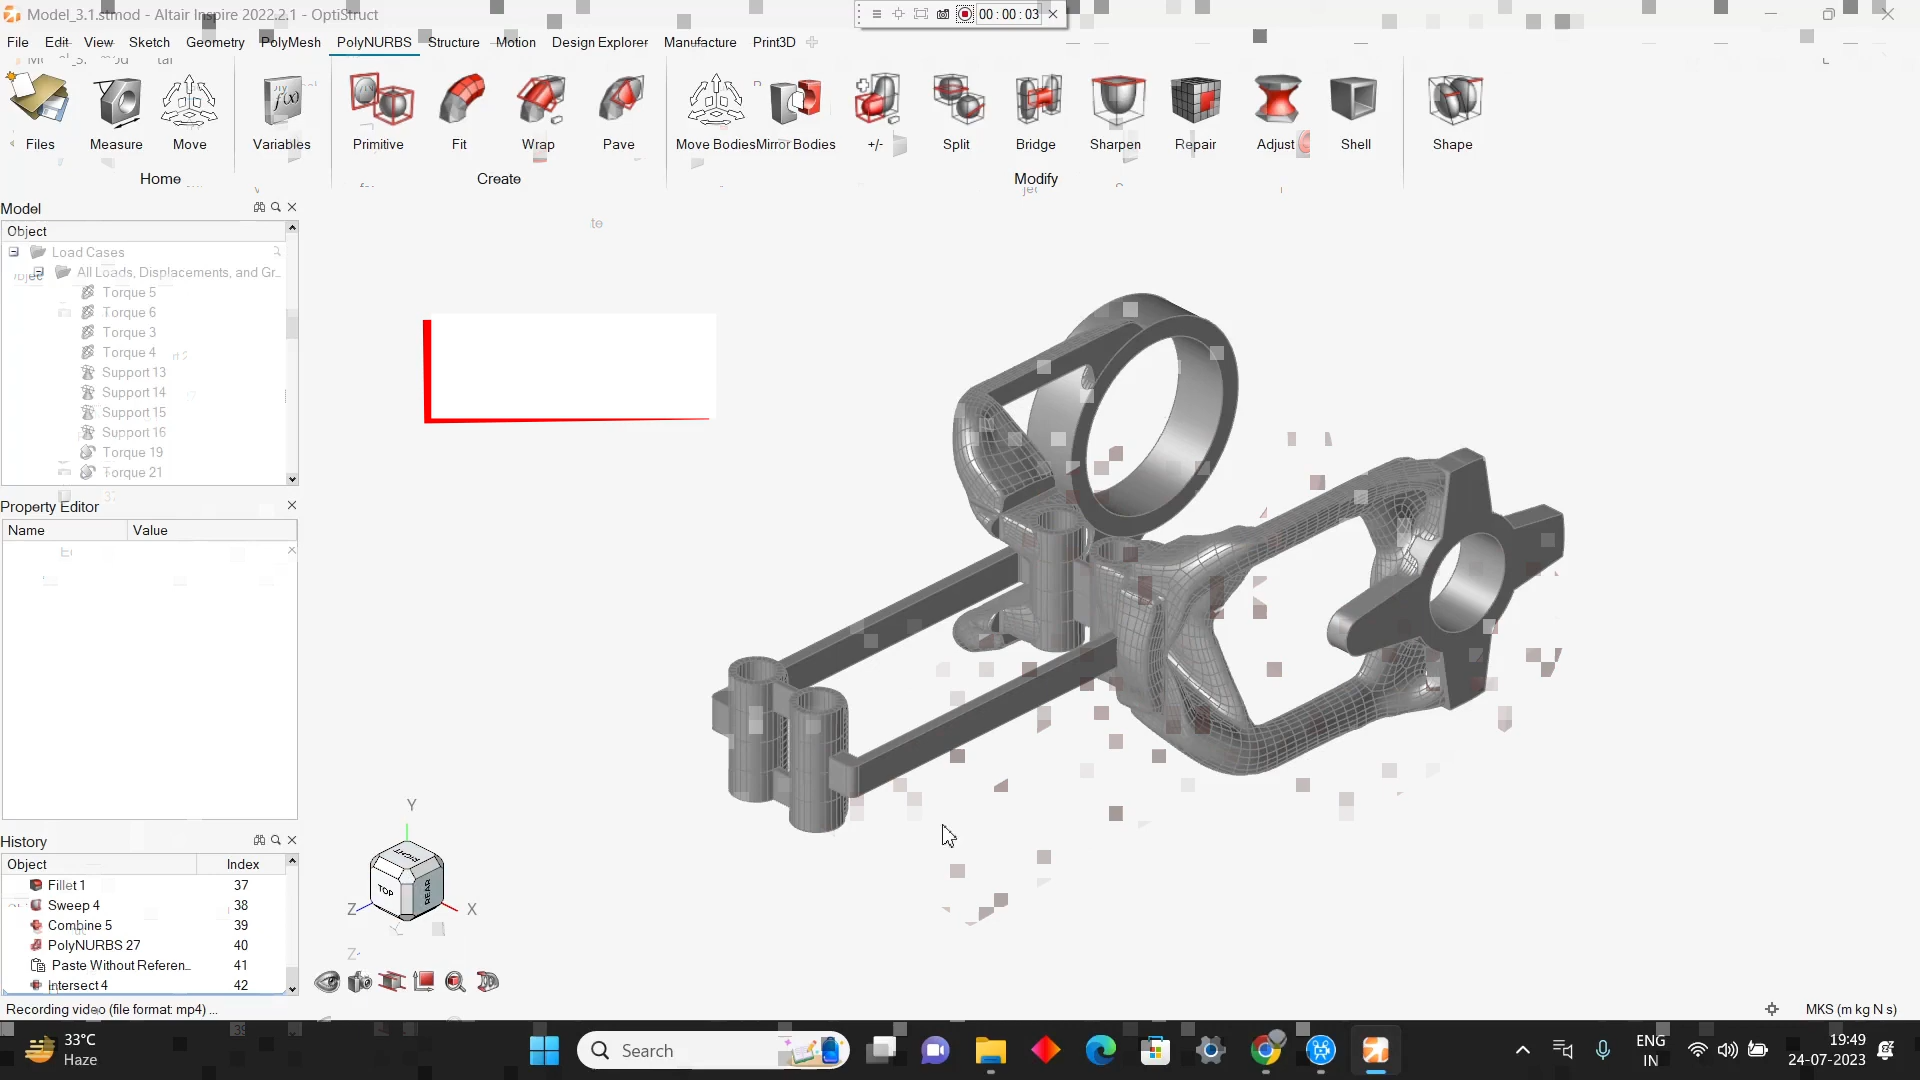 Model_3.1.stmod - Altair Inspire 2022.2.1 - OptiStruct
00 : 00 : 03
File Edit View Sketch Geometry PolyMesh PolyNURBS Structure Motion Design Explorer Manufacture Print3D
Files Measure Move Variables Primitive Fit Wrap Pave Move Bodies Mirror Bodies +/- Split Bridge Sharpen Repair Adjust Shell Shape
Home Create Modify
Model
Object
Load Cases
All Loads, Displacements, and Gr...
Torque 5
Torque 6
Torque 3
Torque 4
Support 13
Support 14
Support 15
Support 16
Torque 19
Torque 21
Property Editor
Name Value
History
Object Index
Fillet 1 37
Sweep 4 38
Combine 5 39
PolyNURBS 27 40
Paste Without Referen... 41
Intersect 4 42
Y
RIGHT
TOP
REAR
Z X
Recording video (file format: mp4) ...
MKS (m kg N s)
33°C
Haze
Search
ENG
IN
19:49
24-07-2023